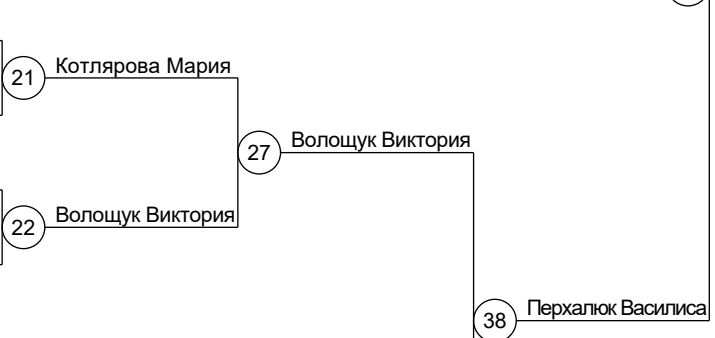 21
Котлярова Мария
27
Волощук Виктория
22
Волощук Виктория
38
Перхалюк Василиса